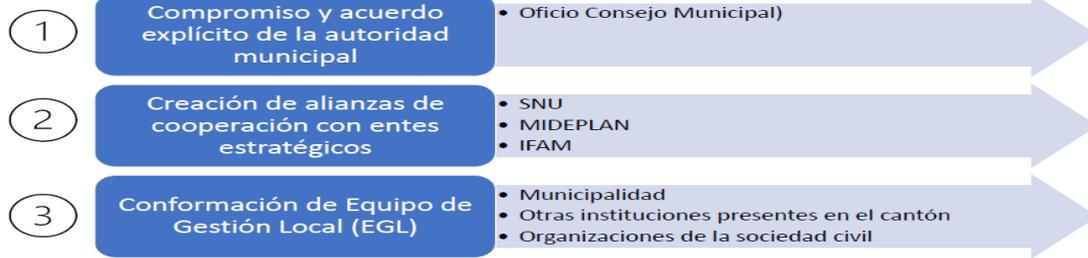 1
Compromiso y acuerdo
explícito de la autoridad
municipal
• Oficio Consejo Municipal)
2
Creación de alianzas de
cooperación con entes
estratégicos
• SNU
• MIDEPLAN
• IFAM
3
Conformación de Equipo de
Gestión Local (EGL)
• Municipalidad
• Otras instituciones presentes en el cantón
• Organizaciones de la sociedad civil